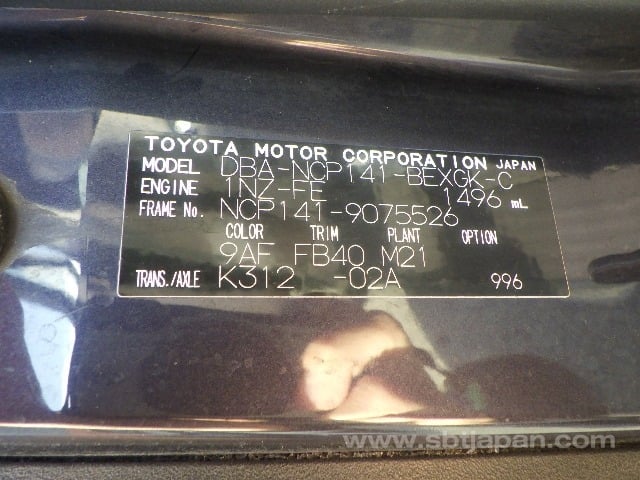 TOYOTA MOTOR CORPORATION JAPAN
MODEL DBA-NCP141-BEXGK-C
ENGINE 1NZ-FE 1496 mL
FRAME No. NCP141-9075526
COLOR TRIM PLANT OPTION
9AF FB40 M21
TRANS./AXLE K312 -02A 996
www.sbtjapan.com